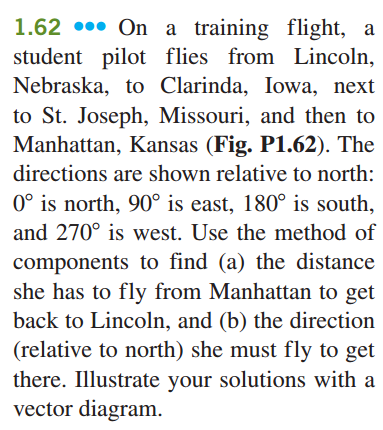 1.62 ••• On a training flight, a
student pilot flies from Lincoln,
Nebraska, to Clarinda, Iowa, next
to St. Joseph, Missouri, and then to
Manhattan, Kansas (Fig. P1.62). The
directions are shown relative to north:
0° is north, 90° is east, 180° is south,
and 270° is west. Use the method of
components to find (a) the distance
she has to fly from Manhattan to get
back to Lincoln, and (b) the direction
(relative to north) she must fly to get
there. Illustrate your solutions with a
vector diagram.